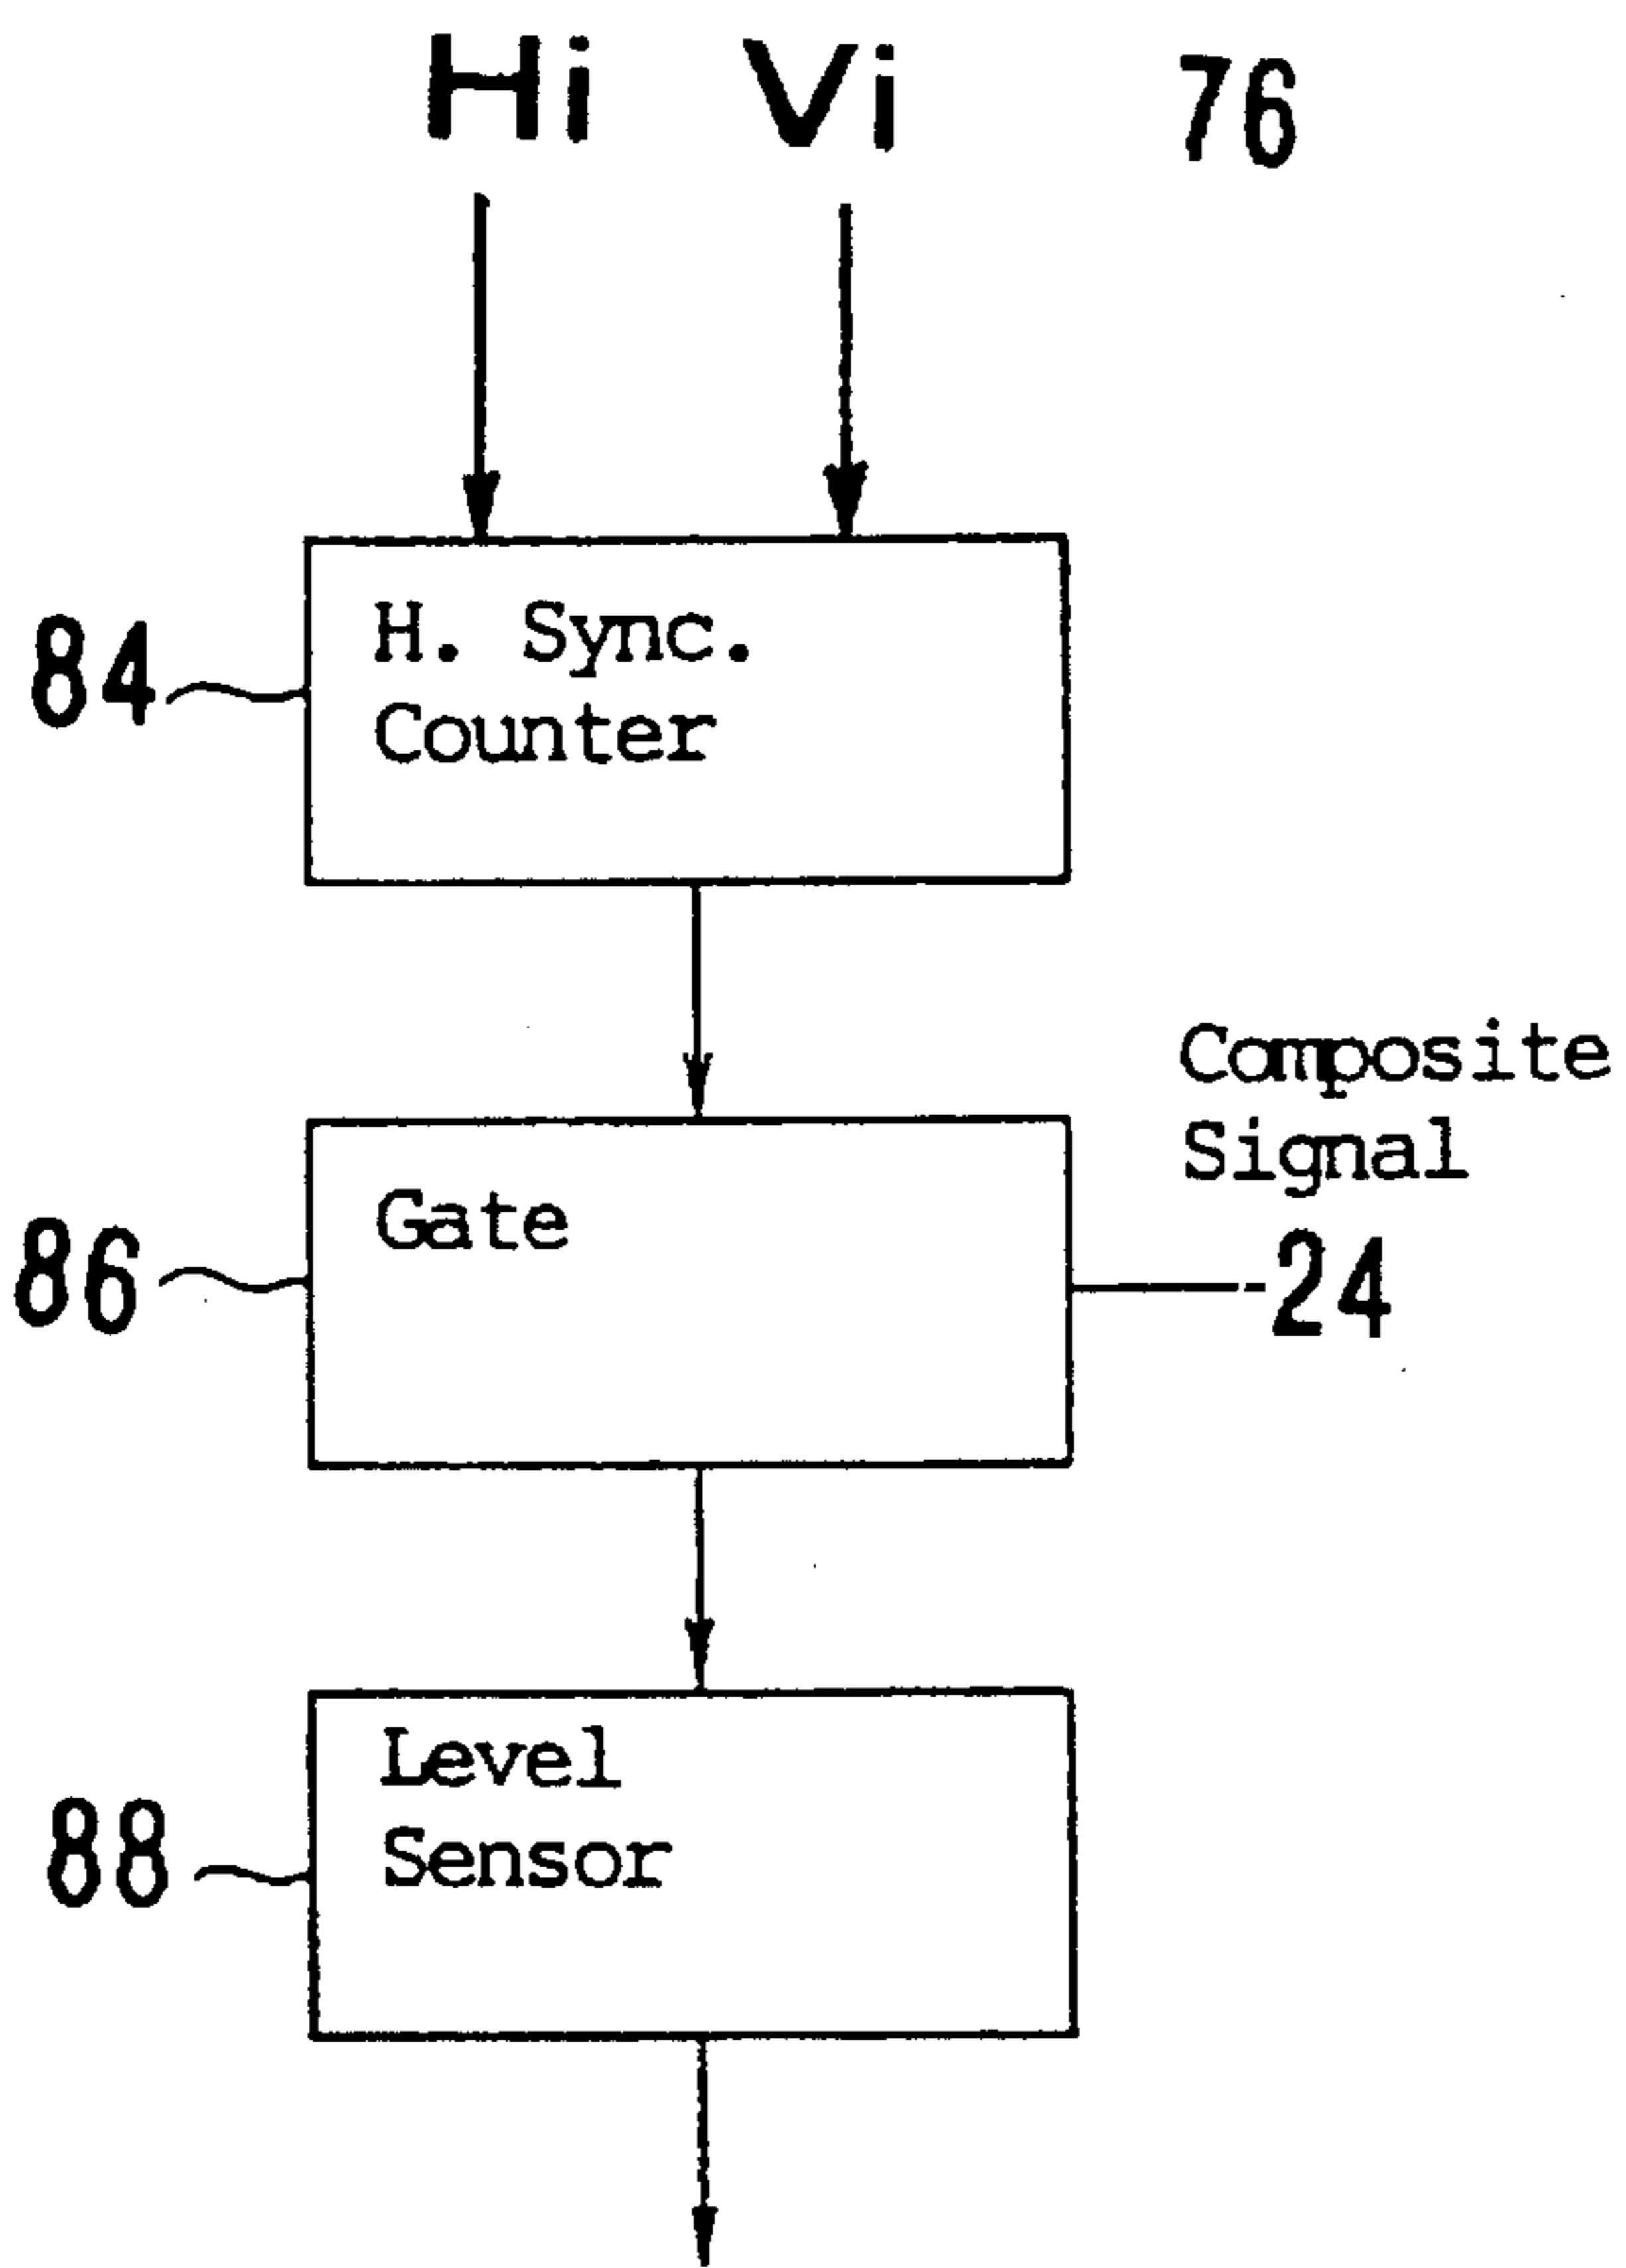 Hi Vi 76
H. Sync.
84
Counter
Composite
Signal
Gate
86
24
Level
Sensor
88